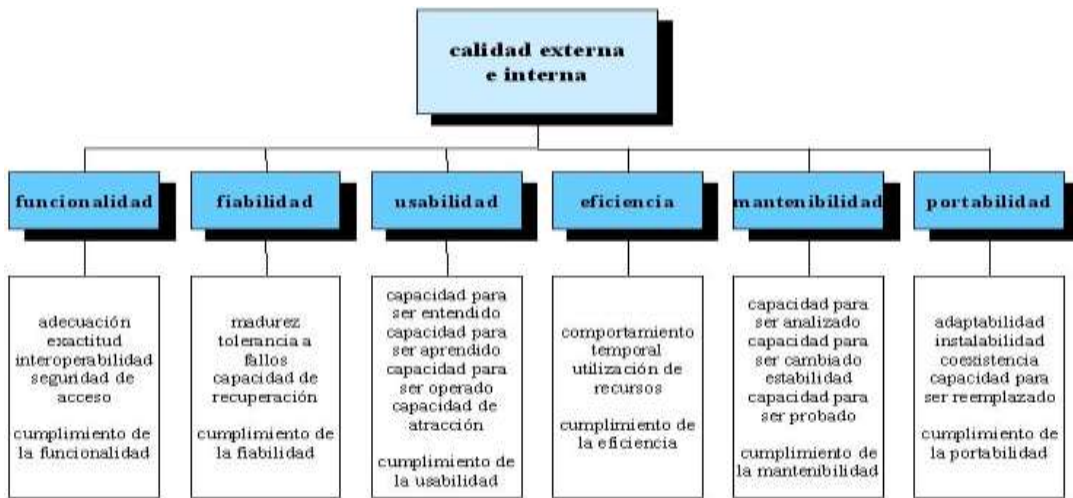 calidad externa
e interna
funcionalidad
fiabilidad
usabilidad
eficiencia
mantenibilidad
portabilidad
adecuación
exactitud
interoperabilidad
seguridad de
acceso
cumplimiento de
la funcionalidad
madurez
tolerancia a
fallos
capacidad de
recuperación
cumplimiento de
la fiabilidad
capacidad para
ser entendido
capacidad para
ser aprendido
capacidad para
ser operado
capacidad de
atracción
cumplimiento de
la usabilidad
comportamiento
temporal
utilización de
recursos
cumplimiento de
la eficiencia
capacidad para
ser analizado
capacidad para
ser cambiado
estabilidad
capacidad para
ser probado
cumplimiento de
la mantenibilidad
adaptabilidad
instalabilidad
coexistencia
capacidad para
ser reemplazado
cumplimiento de
la portabilidad